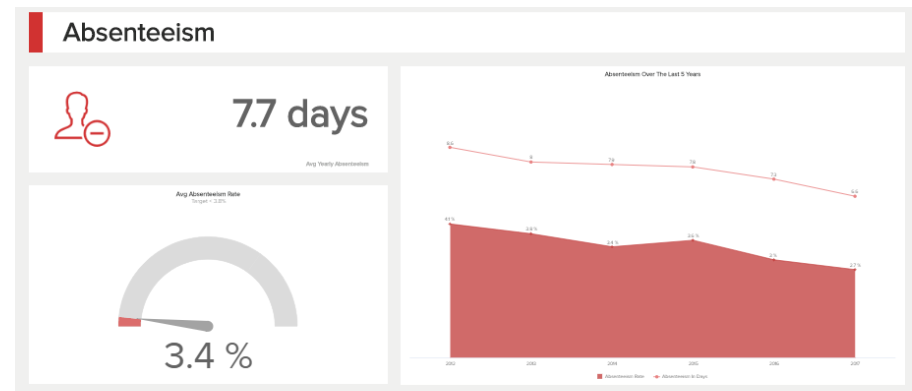 Absenteeism
7.7 days
Avg Yearly Absenteeism
Avg Absenteeism Rate
Target < 3.8%
3.4 %
Absenteeism Over The Last 5 Years
8.6
8
7.9
7.8
7.3
6.6
3.8 %
3.4 %
3.6 %
3 %
2.7 %
2012
2013
2014
2015
2016
2017
Absenteeism Rate
Absenteeism In Days